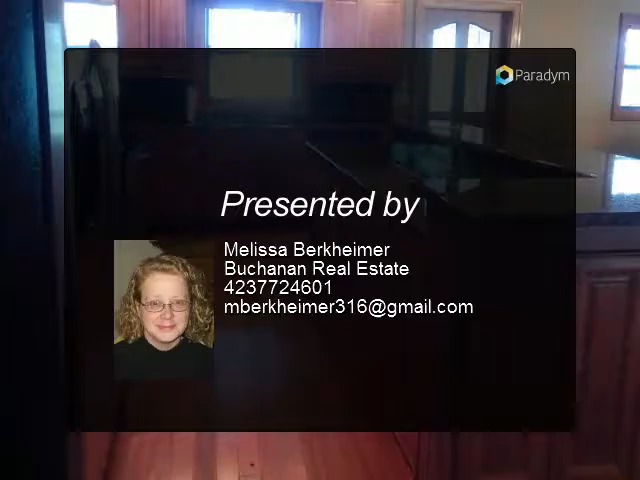 Paradym
Presented by
Melissa Berkheimer
Buchanan Real Estate
4237724601
mberkheimer316@gmail.com